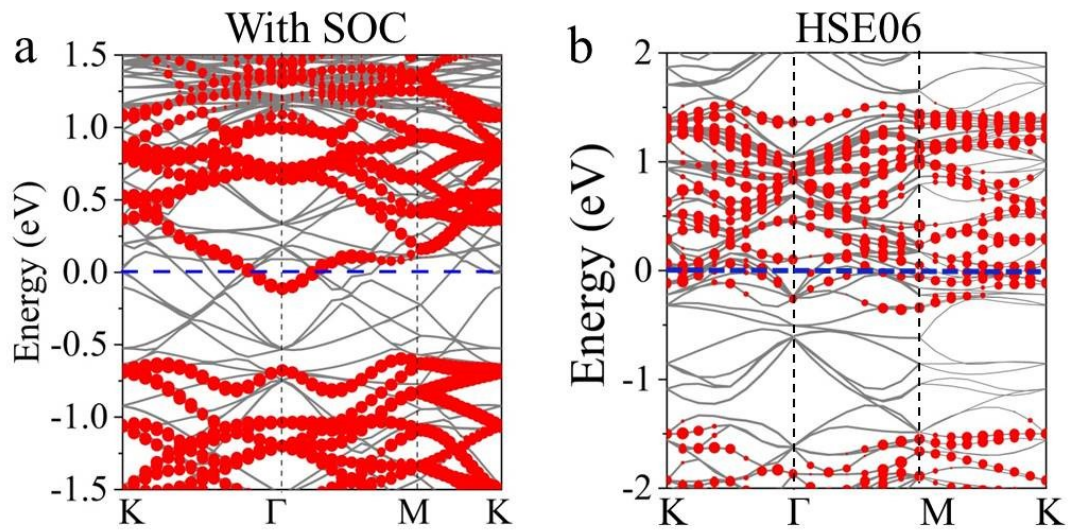 a
With SOC
Energy (eV)
1.5
1.0
0.5
0.0
-0.5
-1.0
-1.5
K Γ M K
b
HSE06
Energy (eV)
2
1
0
-1
-2
K Γ M K